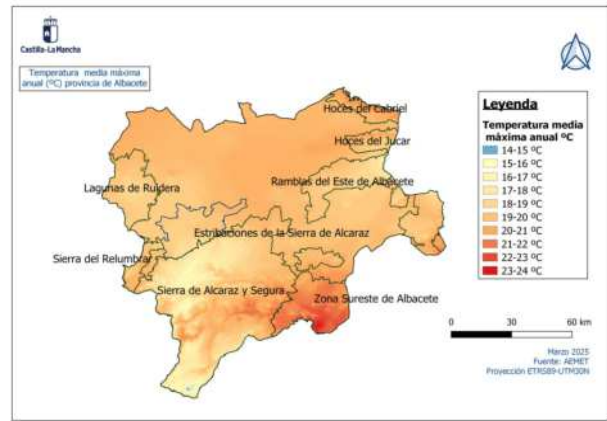 Castilla-La Mancha
Temperatura media máxima
anual (ºC) provincia de Albacete
Hoces del Cabriel
Hoces del Júcar
Lagunas de Ruidera
Ramblas del Este de Albacete
Estribaciones de la Sierra de Alcaraz
Sierra del Relumbrar
Sierra de Alcaraz y Segura
Zona Sureste de Albacete
Leyenda
Temperatura media
máxima anual ºC
14-15 ºC
15-16 ºC
16-17 ºC
17-18 ºC
18-19 ºC
19-20 ºC
20-21 ºC
21-22 ºC
22-23 ºC
23-24 ºC
0 30 60 km
Marzo 2025
Fuente: AEMET
Proyección ETRS89-UTM30N